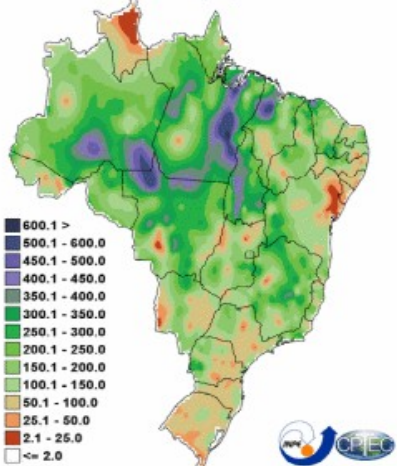 600.1 >
500.1 - 600.0
450.1 - 500.0
400.1 - 450.0
350.1 - 400.0
300.1 - 350.0
250.1 - 300.0
200.1 - 250.0
150.1 - 200.0
100.1 - 150.0
50.1 - 100.0
25.1 - 50.0
2.1 - 25.0
<= 2.0
INPE
CPTEC